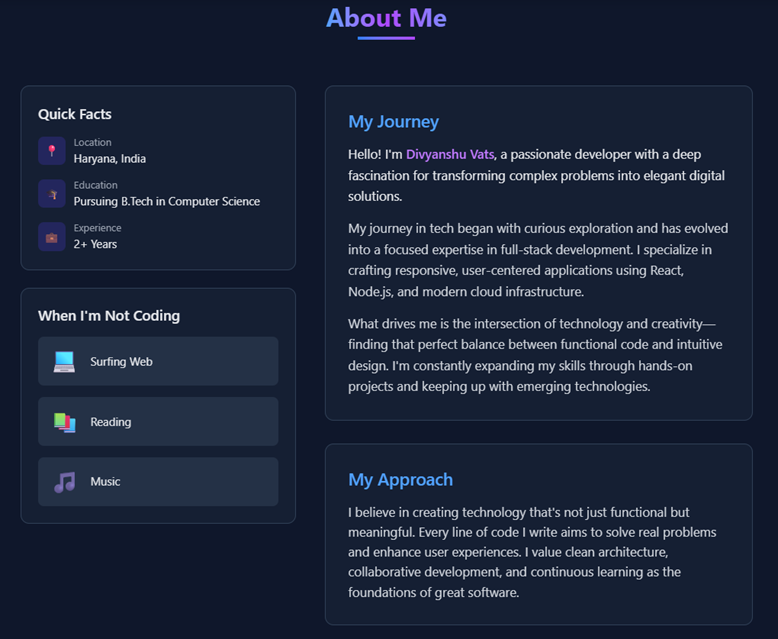 About Me
Quick Facts
Location
Haryana, India
Education
Pursuing B.Tech in Computer Science
Experience
2+ Years
When I'm Not Coding
Surfing Web
Reading
Music
My Journey
Hello! I'm Divyanshu Vats, a passionate developer with a deep
fascination for transforming complex problems into elegant digital
solutions.
My journey in tech began with curious exploration and has evolved
into a focused expertise in full-stack development. I specialize in
crafting responsive, user-centered applications using React,
Node.js, and modern cloud infrastructure.
What drives me is the intersection of technology and creativity—
finding that perfect balance between functional code and intuitive
design. I'm constantly expanding my skills through hands-on
projects and keeping up with emerging technologies.
My Approach
I believe in creating technology that's not just functional but
meaningful. Every line of code I write aims to solve real problems
and enhance user experiences. I value clean architecture,
collaborative development, and continuous learning as the
foundations of great software.